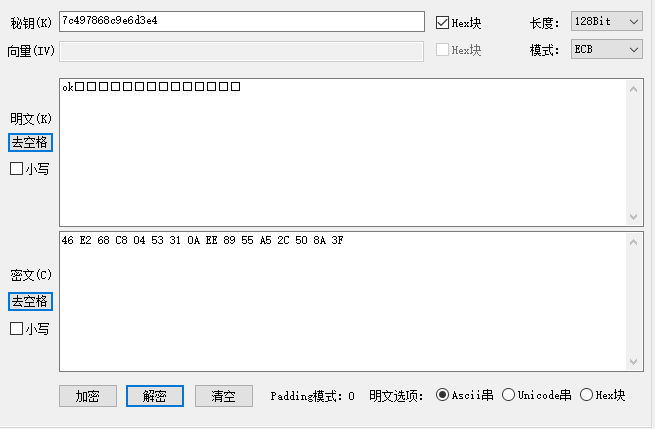 秘钥(K) 7c497868c9e6d3e4 Hex块 长度: 128Bit
向量(IV) Hex块 模式: ECB
明文(K) ok□□□□□□□□□□□□□□
去空格
小写
密文(C) 46 E2 68 C8 04 53 31 0A EE 89 55 A5 2C 50 8A 3F
去空格
小写
加密 解密 清空 Padding模式: 0 明文选项: Ascii串 Unicode串 Hex块